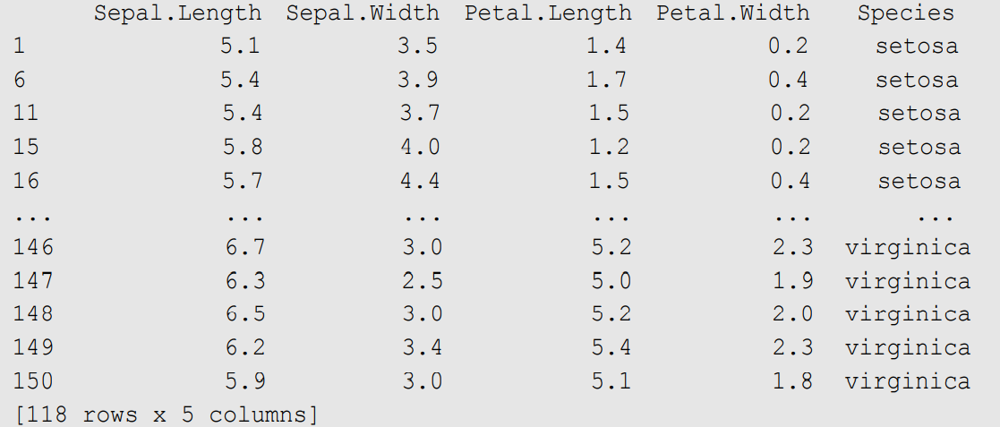 Sepal.Length Sepal.Width Petal.Length Petal.Width Species
1 5.1 3.5 1.4 0.2 setosa
6 5.4 3.9 1.7 0.4 setosa
11 5.4 3.7 1.5 0.2 setosa
15 5.8 4.0 1.2 0.2 setosa
16 5.7 4.4 1.5 0.4 setosa
... ... ... ... ... ...
146 6.7 3.0 5.2 2.3 virginica
147 6.3 2.5 5.0 1.9 virginica
148 6.5 3.0 5.2 2.0 virginica
149 6.2 3.4 5.4 2.3 virginica
150 5.9 3.0 5.1 1.8 virginica
[118 rows x 5 columns]